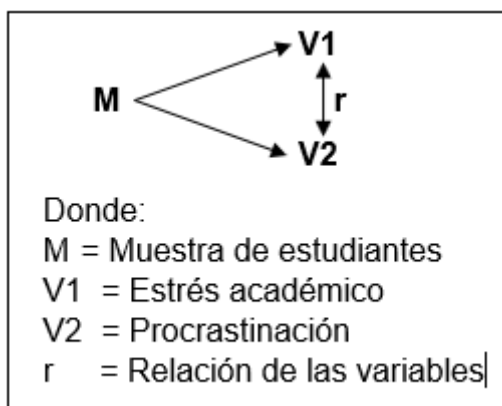 V1
M
r
V2
Donde:
M = Muestra de estudiantes
V1 = Estrés académico
V2 = Procrastinación
r = Relación de las variables